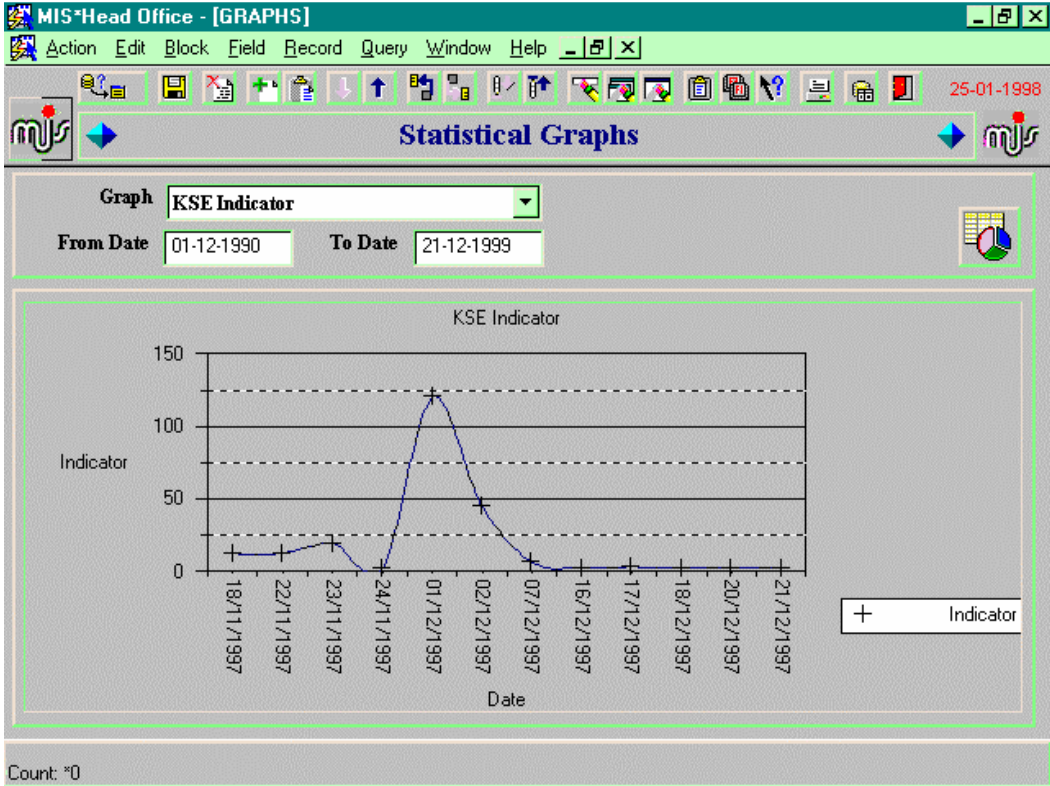 MIS*Head Office - [GRAPHS]
Action Edit Block Field Record Query Window Help
25-01-1998
mis Statistical Graphs mis
Graph KSE Indicator
From Date 01-12-1990 To Date 21-12-1999
KSE Indicator
150
100
Indicator
50
0
18/11/1997 22/11/1997 23/11/1997 24/11/1997 01/12/1997 02/12/1997 07/12/1997 16/12/1997 17/12/1997 18/12/1997 20/12/1997 21/12/1997
Indicator
Date
Count: *0